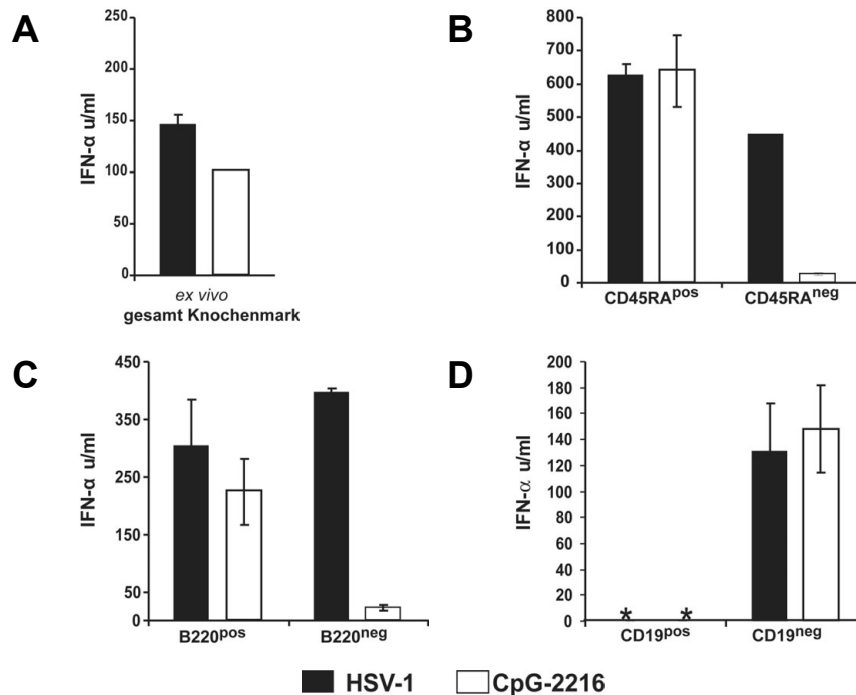 A
IFN-α u/ml
250
200
150
100
50
0
ex vivo
gesamt Knochenmark
B
IFN-α u/ml
800
700
600
500
400
300
200
100
0
CD45RApos CD45RAneg
C
IFN-α u/ml
450
350
250
150
50
0
B220pos B220neg
D
IFN-α u/ml
200
180
160
140
120
100
80
60
40
20
0
* *
CD19pos CD19neg
HSV-1 CpG-2216